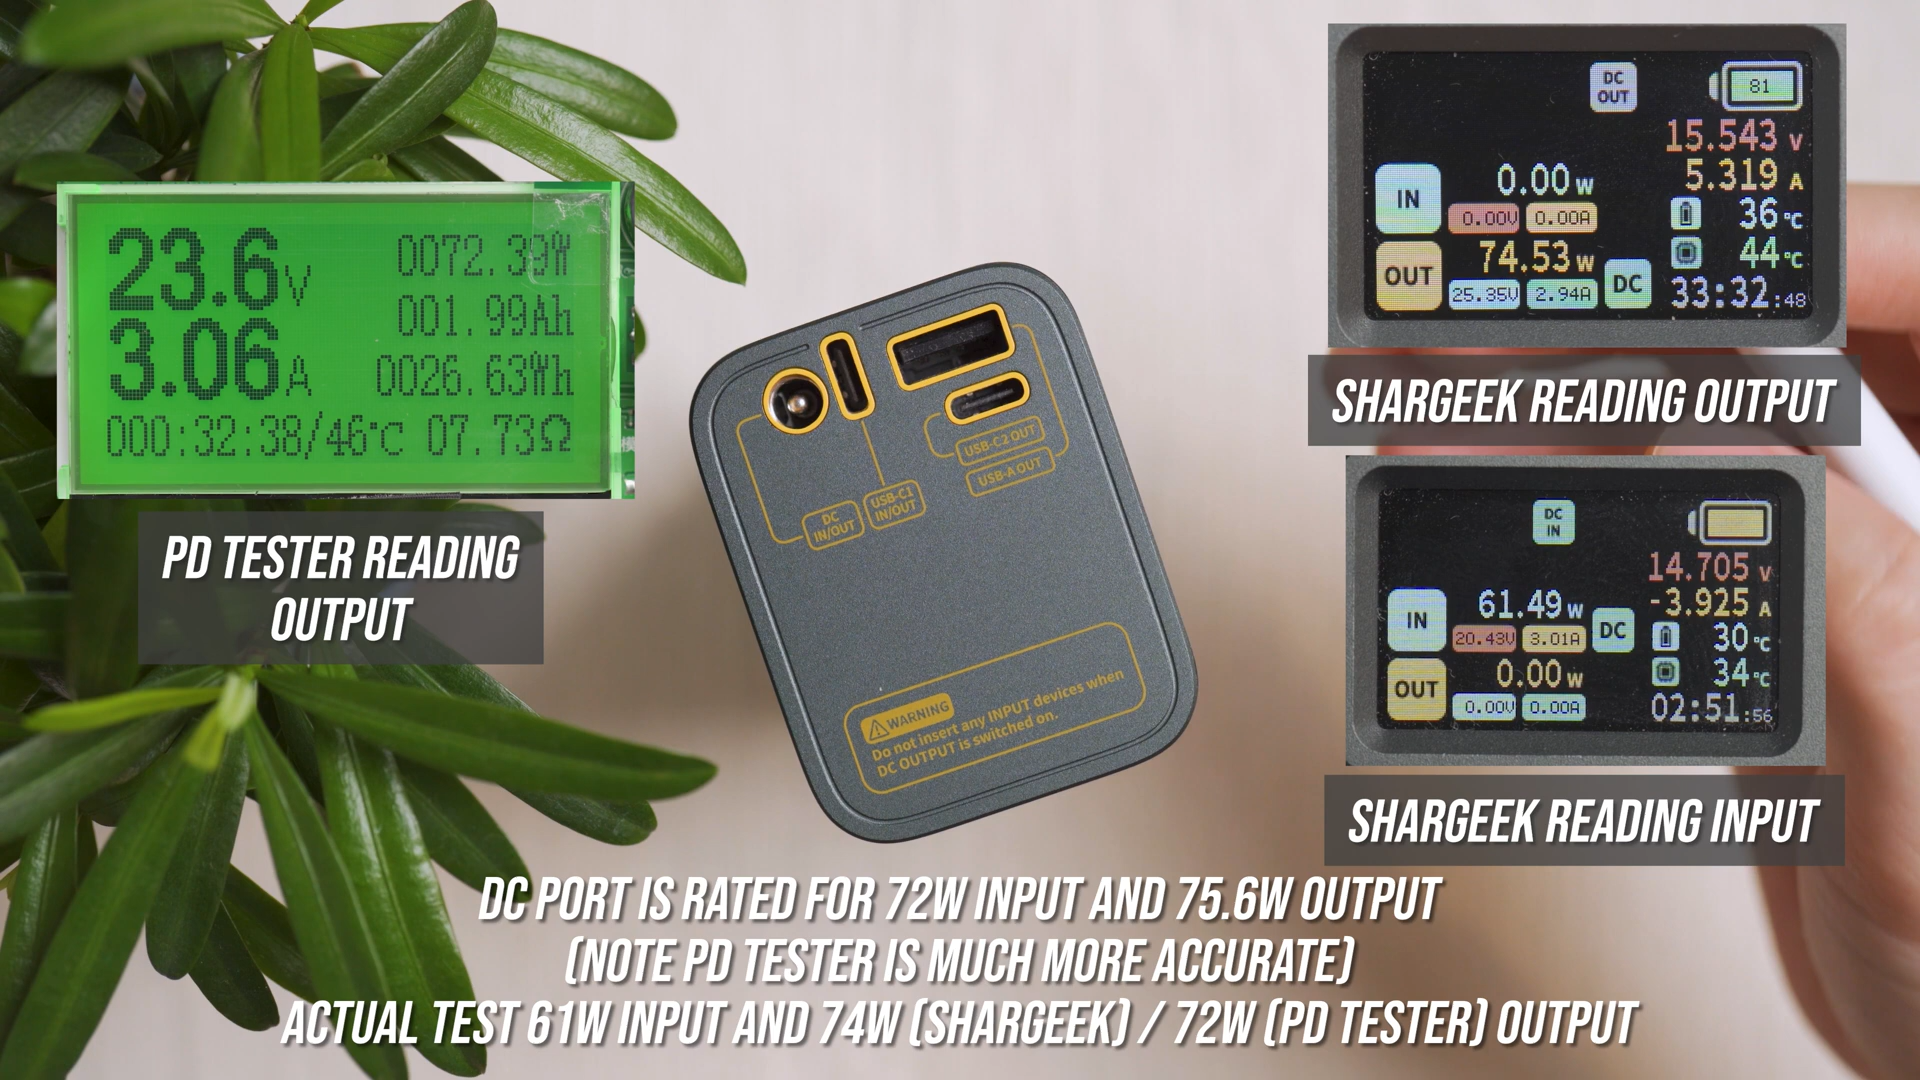 23.6V
0072.39W
001.99Ah
3.06A
0026.63Wh
000:32:38/46°C 07.73Ω
PD TESTER READING
OUTPUT
USB-C2 OUT
USB-A OUT
DC
IN/OUT
USB-C1
IN/OUT
WARNING
Do not insert any INPUT devices when
DC OUTPUT is switched on.
DC
OUT
81
15.543 V
5.319 A
IN
0.00W
0.00V 0.00A
36°C
OUT
74.53W
25.35V 2.94A
DC
44°C
33:32:48
SHARGEEK READING OUTPUT
DC
IN
14.705 V
-3.925 A
IN
61.49W
20.43V 3.01A
DC
30°C
OUT
0.00W
0.00V 0.00A
34°C
02:51:56
SHARGEEK READING INPUT
DC PORT IS RATED FOR 72W INPUT AND 75.6W OUTPUT
(NOTE PD TESTER IS MUCH MORE ACCURATE)
ACTUAL TEST 61W INPUT AND 74W (SHARGEEK) / 72W (PD TESTER) OUTPUT